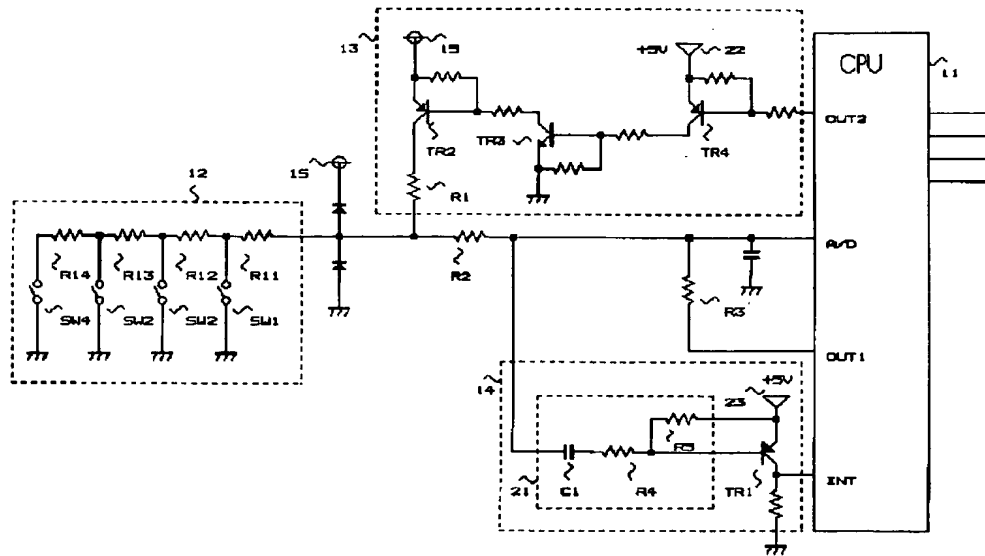 13
15
+5V
22
CPU
11
OUT2
TR2
TR3
TR4
12
15
R1
A/D
R2
R14
R13
R12
R11
R3
SW4
SW2
SW2
SW1
OUT1
14
+5V
23
R5
21
C1
R4
TR1
INT